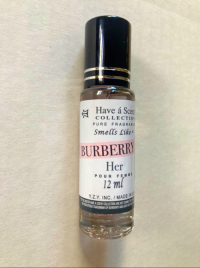 Have á Scent
COLLECTION
PURE FRAGRANCE
Smells Like
BURBERRY
Her
POUR FEMME
12 ml
Y.Z.Y. INC. / MADE IN